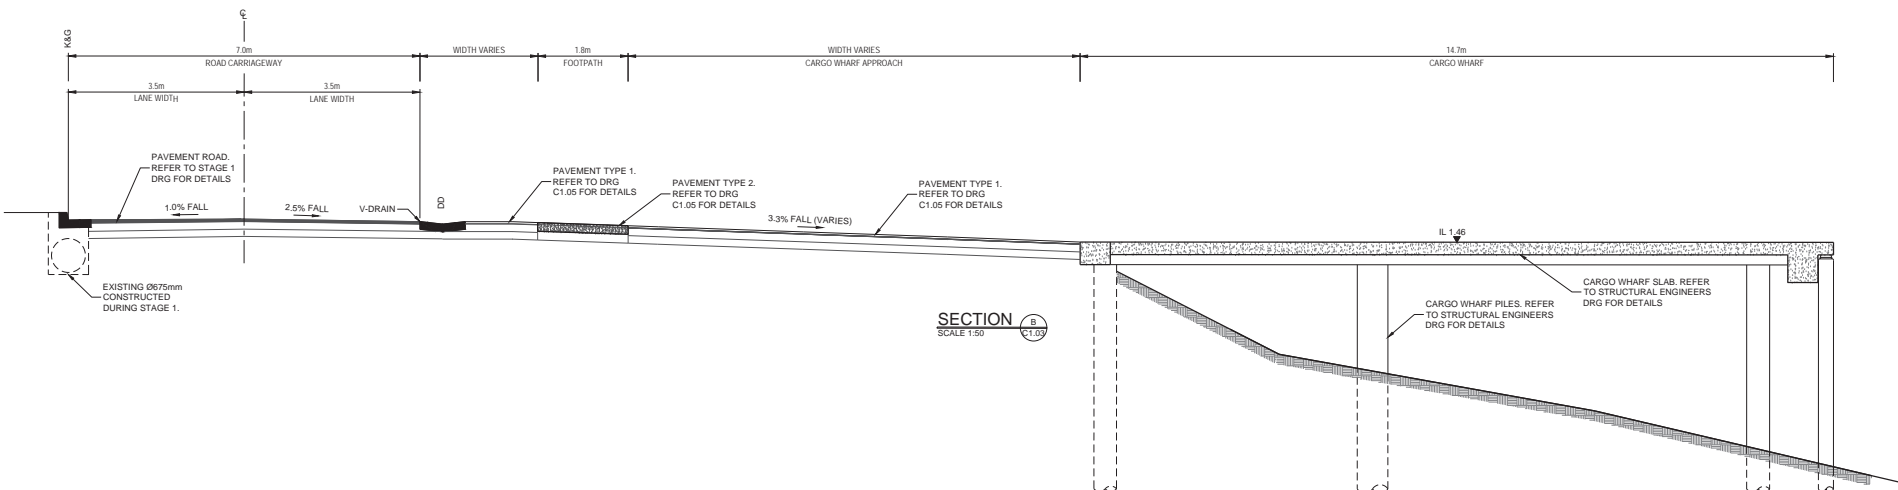 ℄
K&G
7.0m
ROAD CARRIAGEWAY
WIDTH VARIES
1.8m
FOOTPATH
WIDTH VARIES
CARGO WHARF APPROACH
14.7m
CARGO WHARF
3.5m
LANE WIDTH
3.5m
LANE WIDTH
PAVEMENT ROAD.
REFER TO STAGE 1
DRG FOR DETAILS
1.0% FALL
2.5% FALL
V-DRAIN
DD
PAVEMENT TYPE 1.
REFER TO DRG
C1.05 FOR DETAILS
PAVEMENT TYPE 2.
REFER TO DRG
C1.05 FOR DETAILS
3.3% FALL (VARIES)
PAVEMENT TYPE 1.
REFER TO DRG
C1.05 FOR DETAILS
IL 1.46
EXISTING Ø675mm
CONSTRUCTED
DURING STAGE 1.
CARGO WHARF SLAB. REFER
TO STRUCTURAL ENGINEERS
DRG FOR DETAILS
CARGO WHARF PILES. REFER
TO STRUCTURAL ENGINEERS
DRG FOR DETAILS
SECTION
SCALE 1:50
B
C1.03